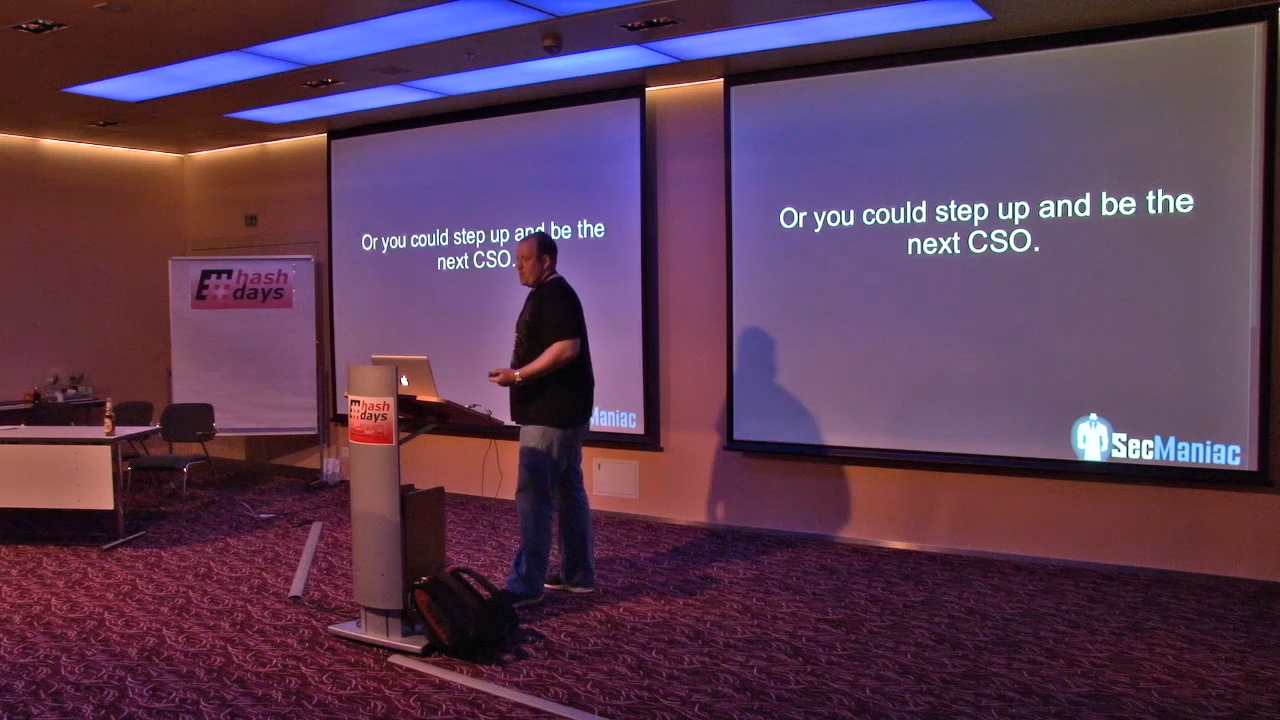 Or you could step up and be the
next CSO.
Maniac
Or you could step up and be the
next CSO.
SecManiac
# hash
days
# hash
days